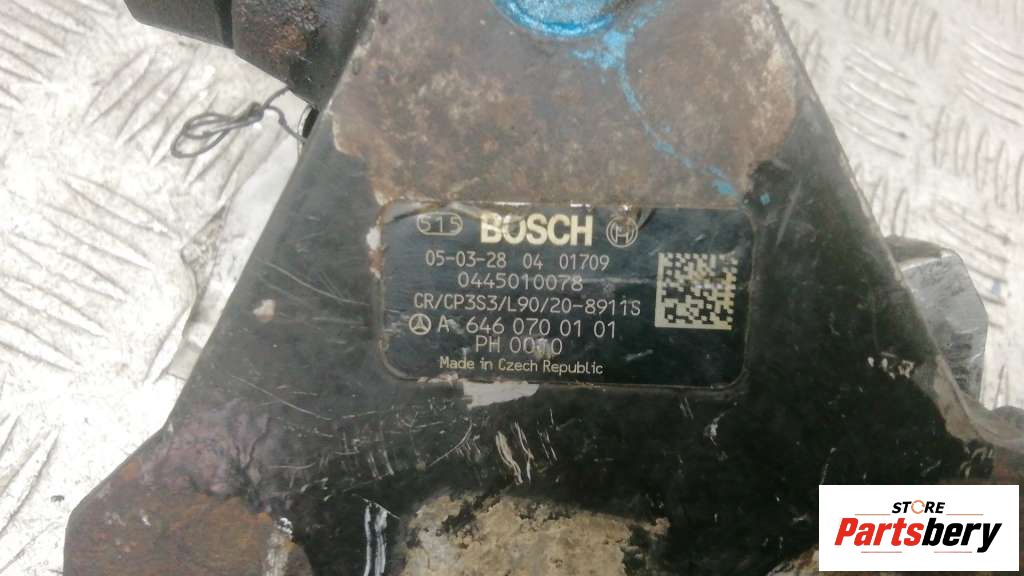 515 BOSCH
05-03-28 04 01709
0445010078
CR/CP3S3/L90/20-8911S
A 646 070 01 01
PH 0010
Made in Czech Republic
STORE
Partsbery